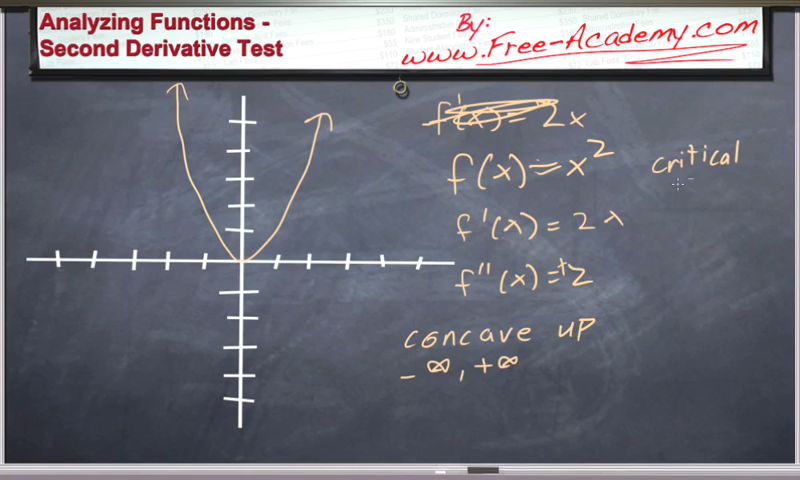 Analyzing Functions -
Second Derivative Test
By:
www.Free-Academy.com
f'(x) = 2x
f(x) = x²
critical
f'(x) = 2x
f''(x) = +2
concave up
- ∞, + ∞